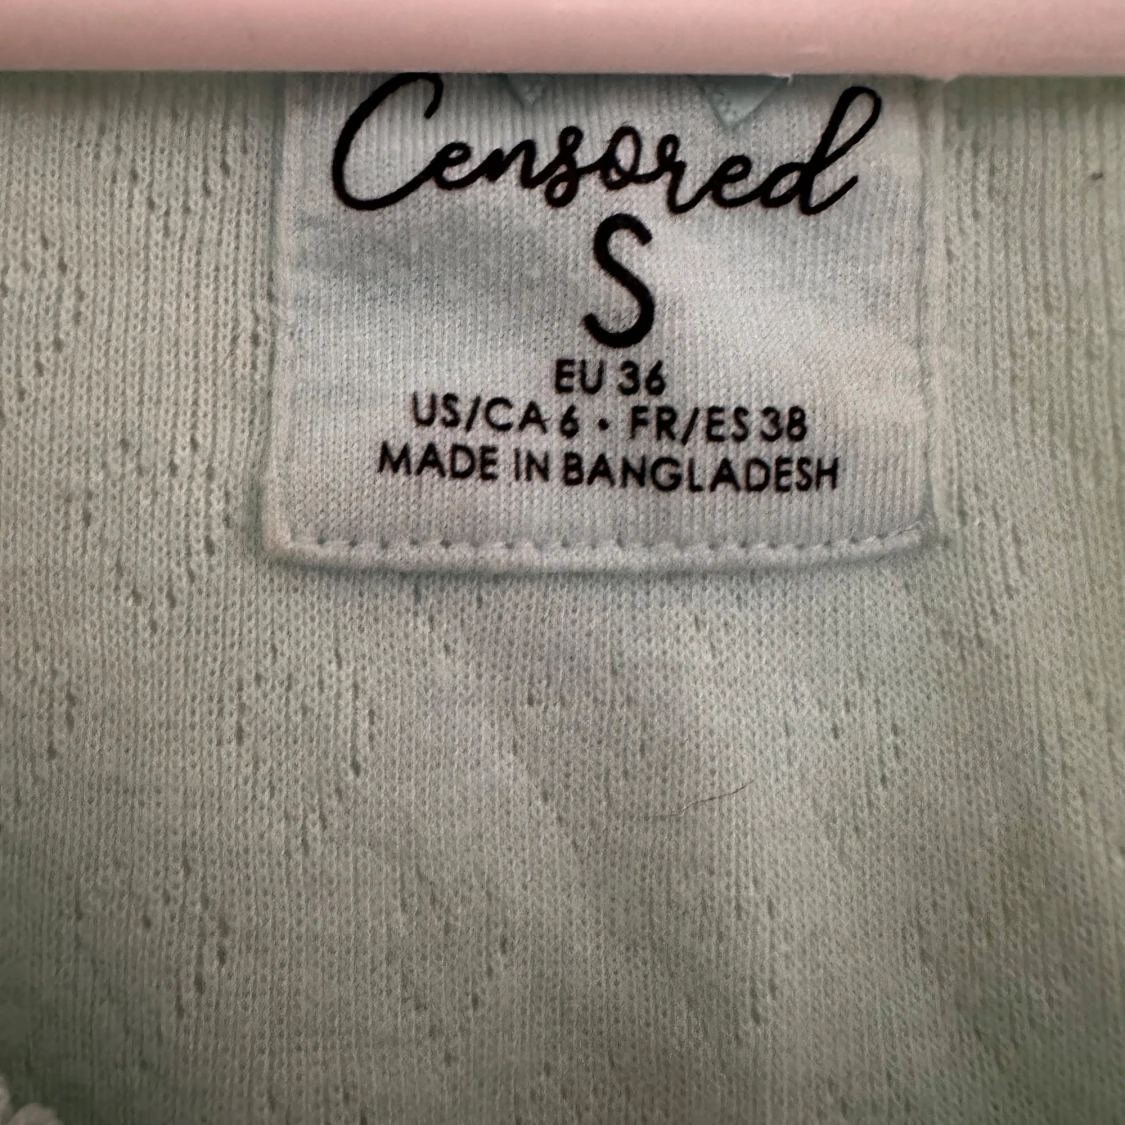 Censored
S
EU 36
US/CA 6 • FR/ES 38
MADE IN BANGLADESH